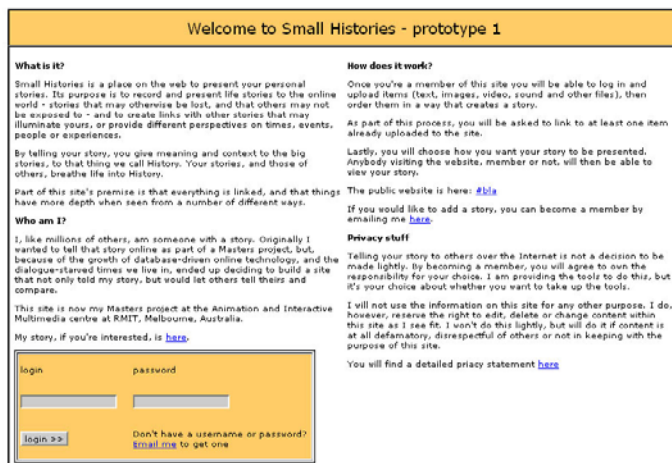 Welcome to Small Histories - prototype 1
What is it?
Small Histories is a place on the web to present your personal
stories. Its purpose is to record and present life stories to the online
world - stories that may otherwise be lost, and that others may not
be exposed to - and to create links with other stories that may
illuminate yours, or provide different perspectives on times, events,
people or experiences.
By telling your story, you give meaning and context to the big
stories, to that thing we call History. Your stories, and those of
others, breathe life into History.
Part of this site's premise is that everything is linked, and that things
have more depth when seen from a number of different ways.
Who am I?
I, like millions of others, am someone with a story. Originally I
wanted to tell that story online as part of a Masters project, but,
because of the growth of database-driven online technology, and the
dialogue-starved times we live in, ended up deciding to build a site
that not only told my story, but would let others tell theirs and
compare.
This site is now my Masters project at the Animation and Interactive
Multimedia centre at RMIT, Melbourne, Australia.
My story, if you're interested, is here.
login password
login >>
Don't have a username or password?
Email me to get one
How does it work?
Once you're a member of this site you will be able to log in and
upload items (text, images, video, sound and other files), then
order them in a way that creates a story.
As part of this process, you will be asked to link to at least one item
already uploaded to the site.
Lastly, you will choose how you want your story to be presented.
Anybody visiting the website, member or not, will then be able to
view your story.
The public website is here: #bla
If you would like to add a story, you can become a member by
emailing me here.
Privacy stuff
Telling your story to others over the Internet is not a decision to be
made lightly. By becoming a member, you will agree to own the
responsibility for your choice. I am providing the tools to do this, but
it's your choice about whether you want to take up the tools.
I will not use the information on this site for any other purpose. I do,
however, reserve the right to edit, delete or change content within
this site as I see fit. I won't do this lightly, but will do it if content is
at all defamatory, disrespectful of others or not in keeping with the
purpose of this site.
You will find a detailed priacy statement here